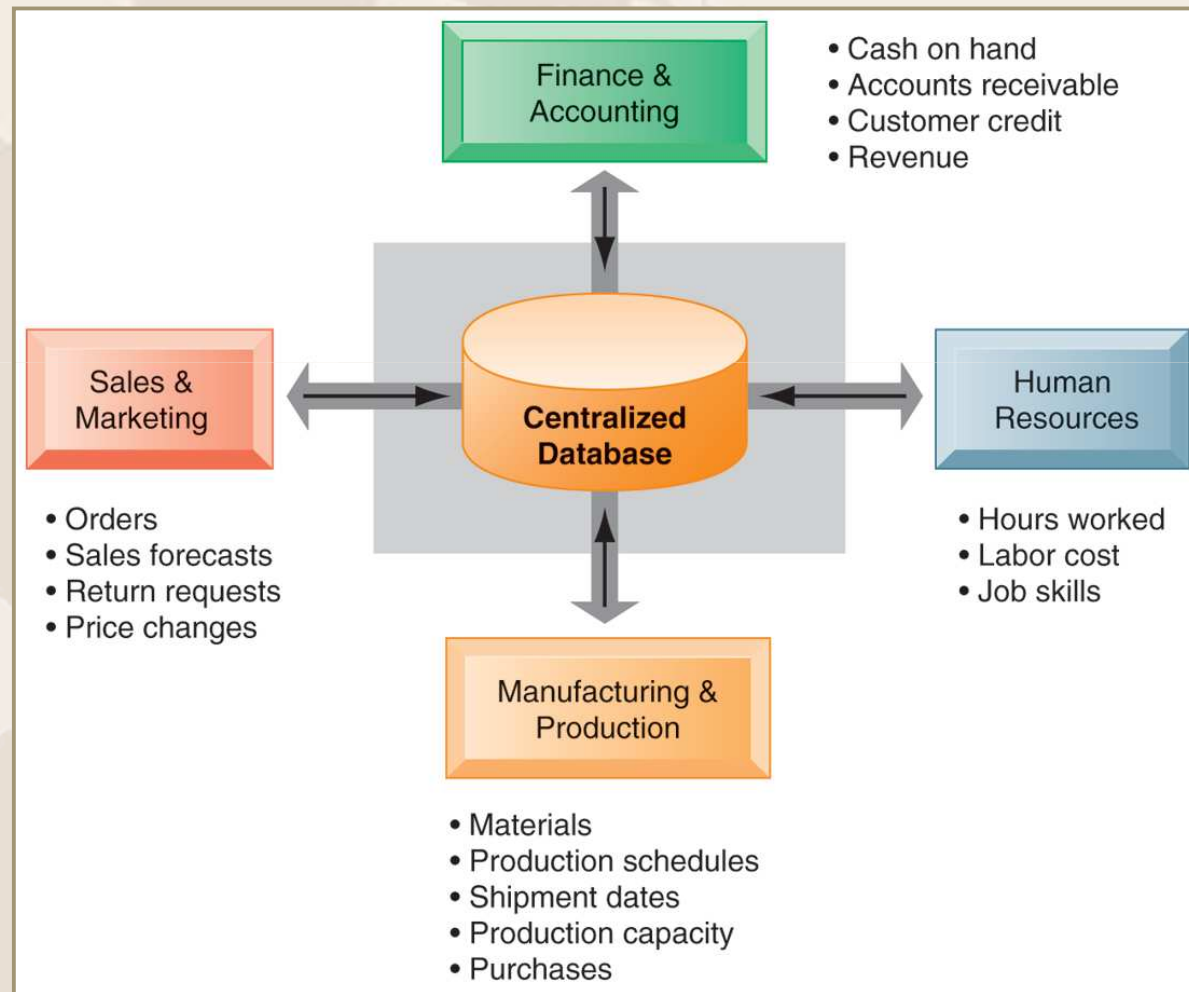 Finance &
Accounting
• Cash on hand
• Accounts receivable
• Customer credit
• Revenue
Sales &
Marketing
• Orders
• Sales forecasts
• Return requests
• Price changes
Centralized
Database
Human
Resources
• Hours worked
• Labor cost
• Job skills
Manufacturing &
Production
• Materials
• Production schedules
• Shipment dates
• Production capacity
• Purchases